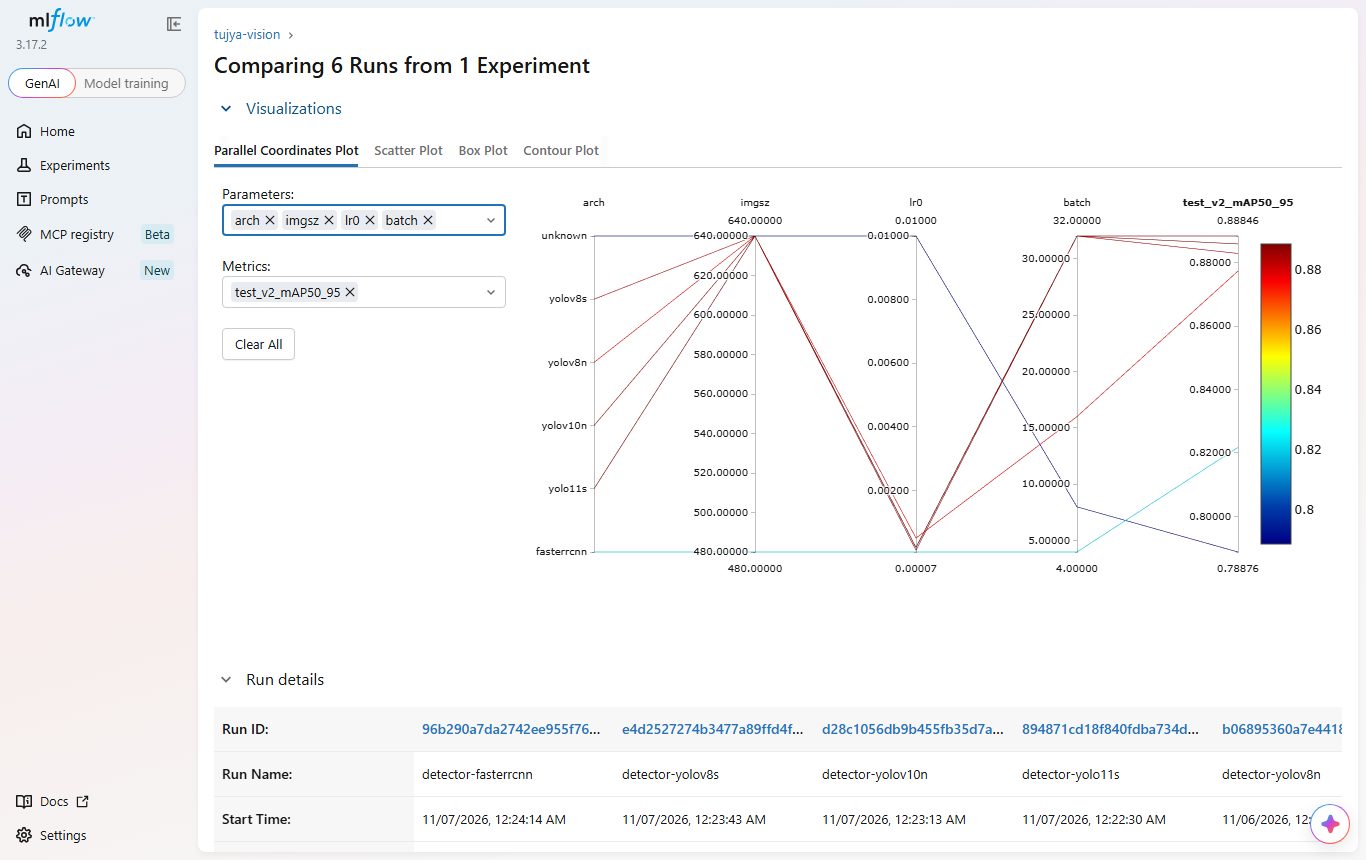 mlflow
3.17.2
GenAI Model training
Home
Experiments
Prompts
MCP registry Beta
AI Gateway New
Docs
Settings
tujya-vision
Comparing 6 Runs from 1 Experiment
Visualizations
Parallel Coordinates Plot Scatter Plot Box Plot Contour Plot
Parameters:
arch imgsz lr0 batch
Metrics:
test_v2_mAP50_95
Clear All
arch imgsz lr0 batch test_v2_mAP50_95
640.00000 0.01000 32.00000 0.88846
unknown
yolov8s
yolov8n
yolov10n
yolo11s
fasterrcnn
640.00000
620.00000
600.00000
580.00000
560.00000
540.00000
520.00000
500.00000
480.00000
0.01000
0.00800
0.00600
0.00400
0.00200
30.00000
25.00000
20.00000
15.00000
10.00000
5.00000
0.88000
0.86000
0.84000
0.82000
0.80000
480.00000 0.00007 4.00000 0.78876
0.88
0.86
0.84
0.82
0.8
Run details
Run ID: 96b290a7da2742ee955f76... e4d2527274b3477a89ffd4f... d28c1056db9b455fb35d7a... 894871cd18f840fdba734d... b06895360a7e4418
Run Name: detector-fasterrcnn detector-yolov8s detector-yolov10n detector-yolo11s detector-yolov8n
Start Time: 11/07/2026, 12:24:14 AM 11/07/2026, 12:23:43 AM 11/07/2026, 12:23:13 AM 11/07/2026, 12:22:30 AM 11/06/2026, 12: